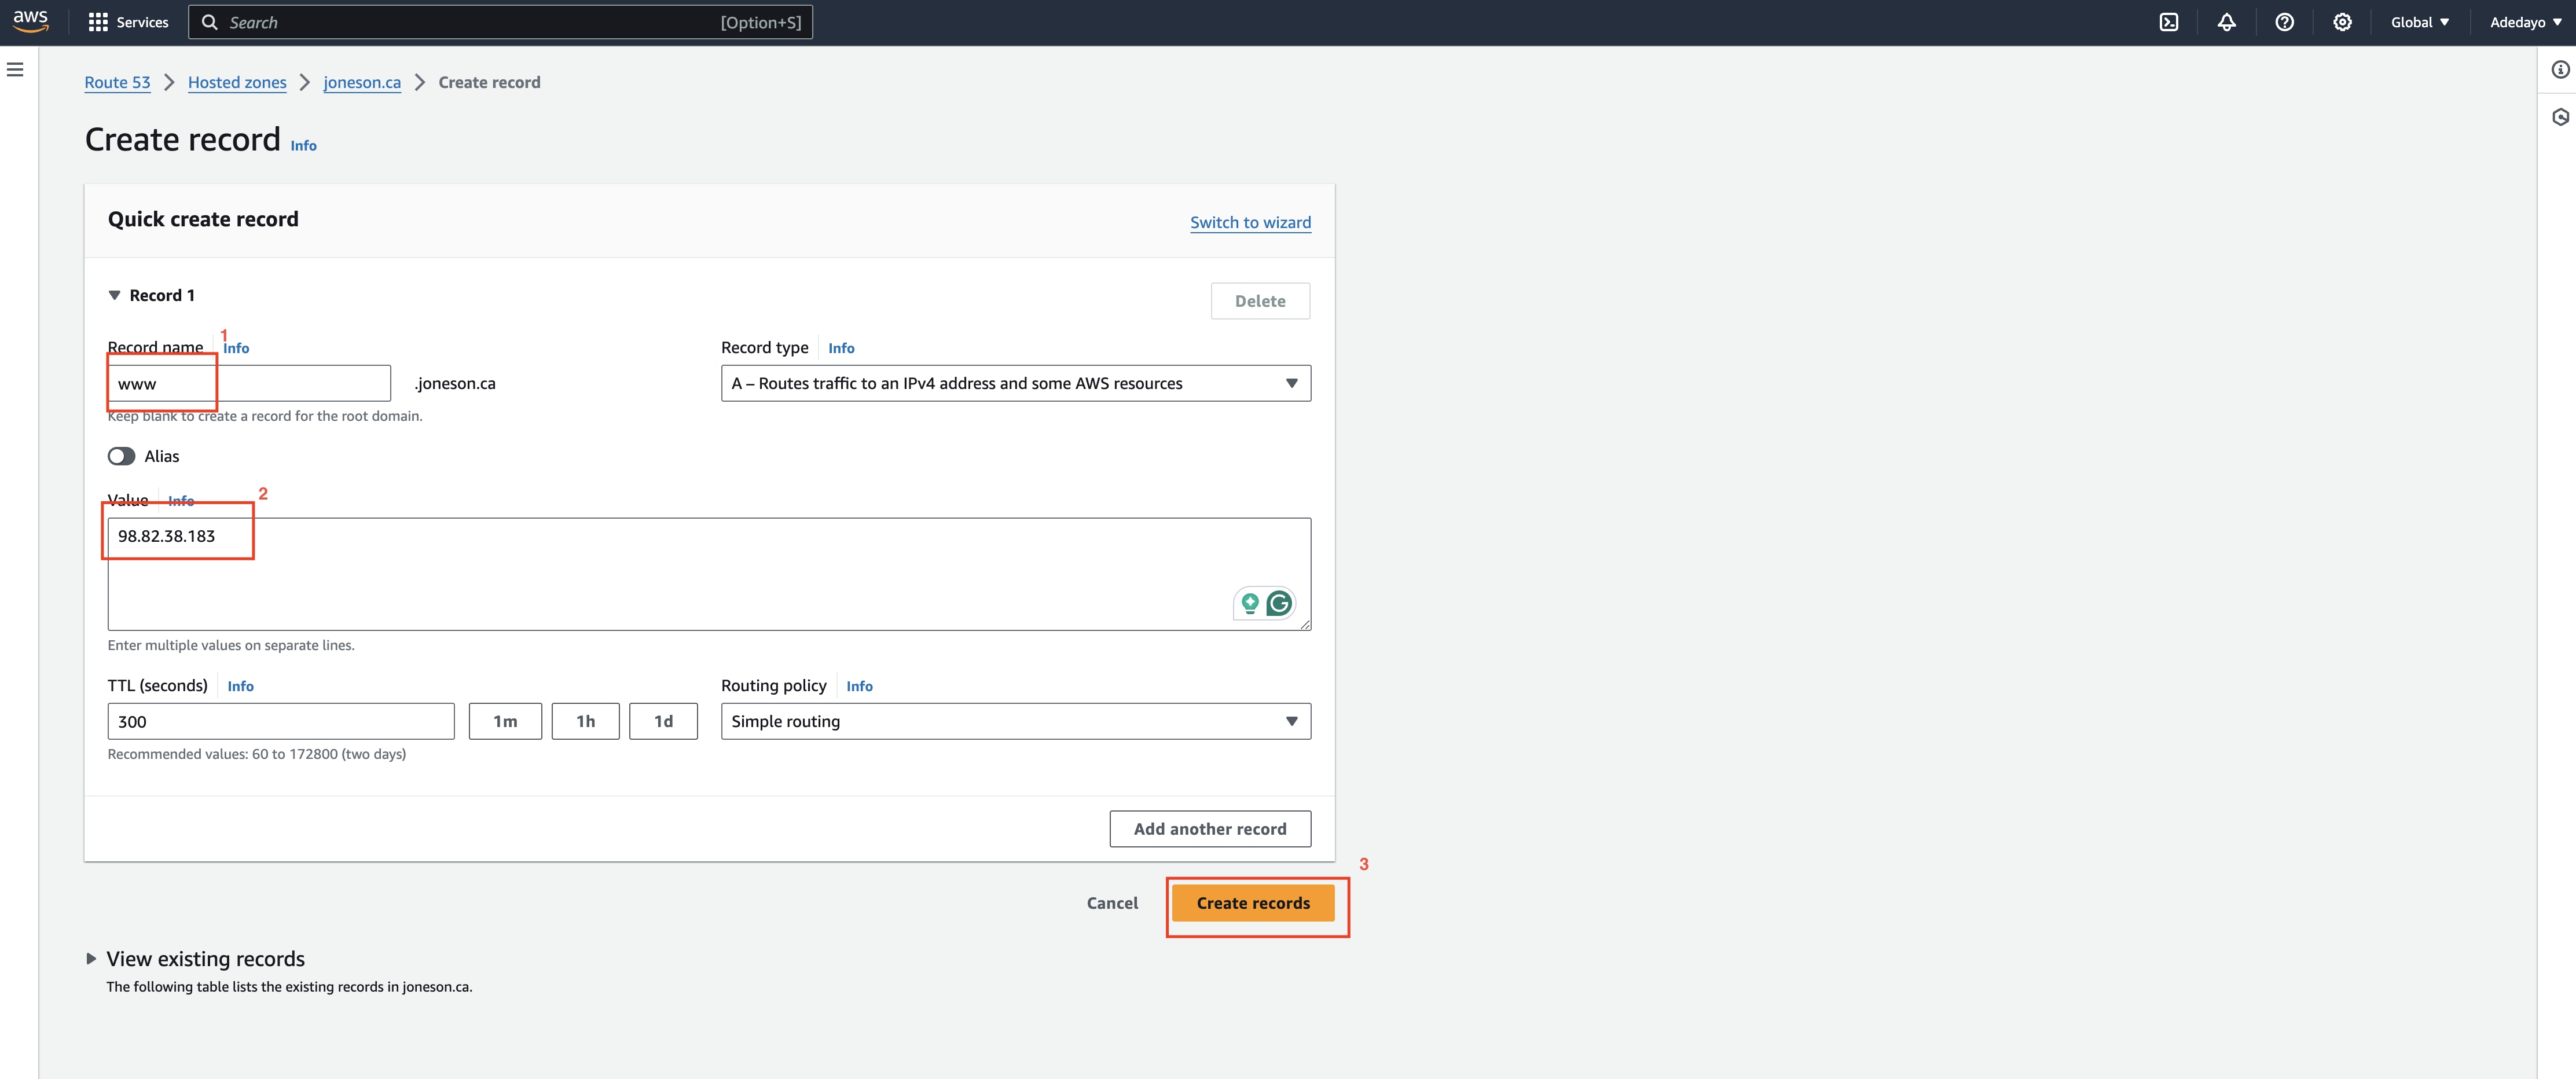 aws
Services
Search
[Option+S]
Global
Adedayo
Route 53
Hosted zones
joneson.ca
Create record
Create record Info
Quick create record
Switch to wizard
Record 1
Delete
1
Record name Info
www
.joneson.ca
Keep blank to create a record for the root domain.
Record type Info
A – Routes traffic to an IPv4 address and some AWS resources
Alias
2
Value Info
98.82.38.183
Enter multiple values on separate lines.
TTL (seconds) Info
300
1m
1h
1d
Recommended values: 60 to 172800 (two days)
Routing policy Info
Simple routing
Add another record
3
Cancel
Create records
View existing records
The following table lists the existing records in joneson.ca.